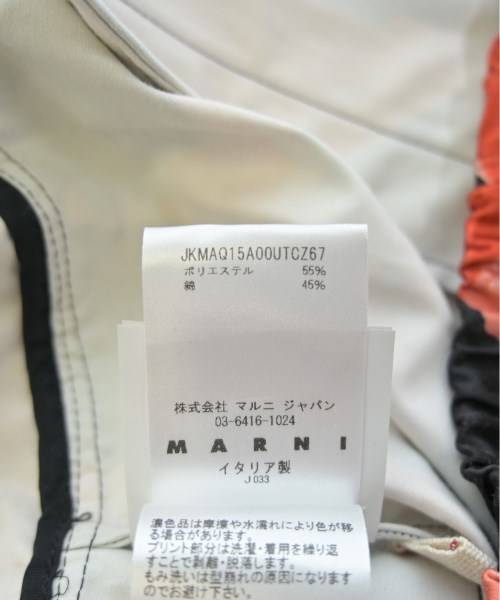 JKMAQ15A00UTCZ67
ポリエステル 55%
綿 45%
株式会社 マルニ ジャパン
03-6416-1024
MARNI
イタリア製
J033
濃色品は摩擦や水濡れにより色が移
る場合があります。
プリント部分は洗濯・着用を繰り返
すことで剥離・脱落します。
もみ洗いは型崩れの原因になります
のでお避け下さい。